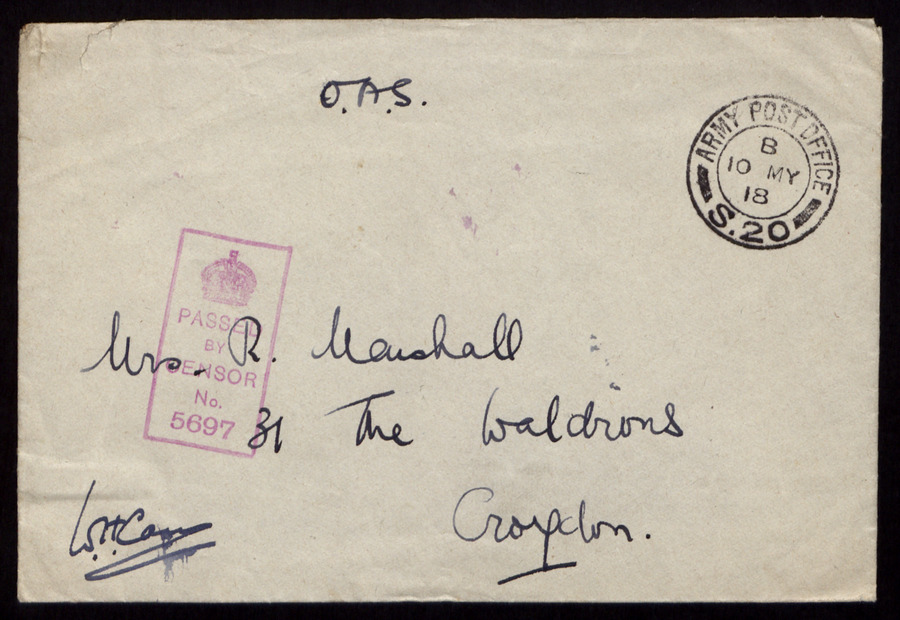 O.A.S.
ARMY POST OFFICE
B
10 MY
18
S.20
PASSED
BY
CENSOR
No.
5697
Mrs. R. Marshall
31 The Waldrons
Croydon.